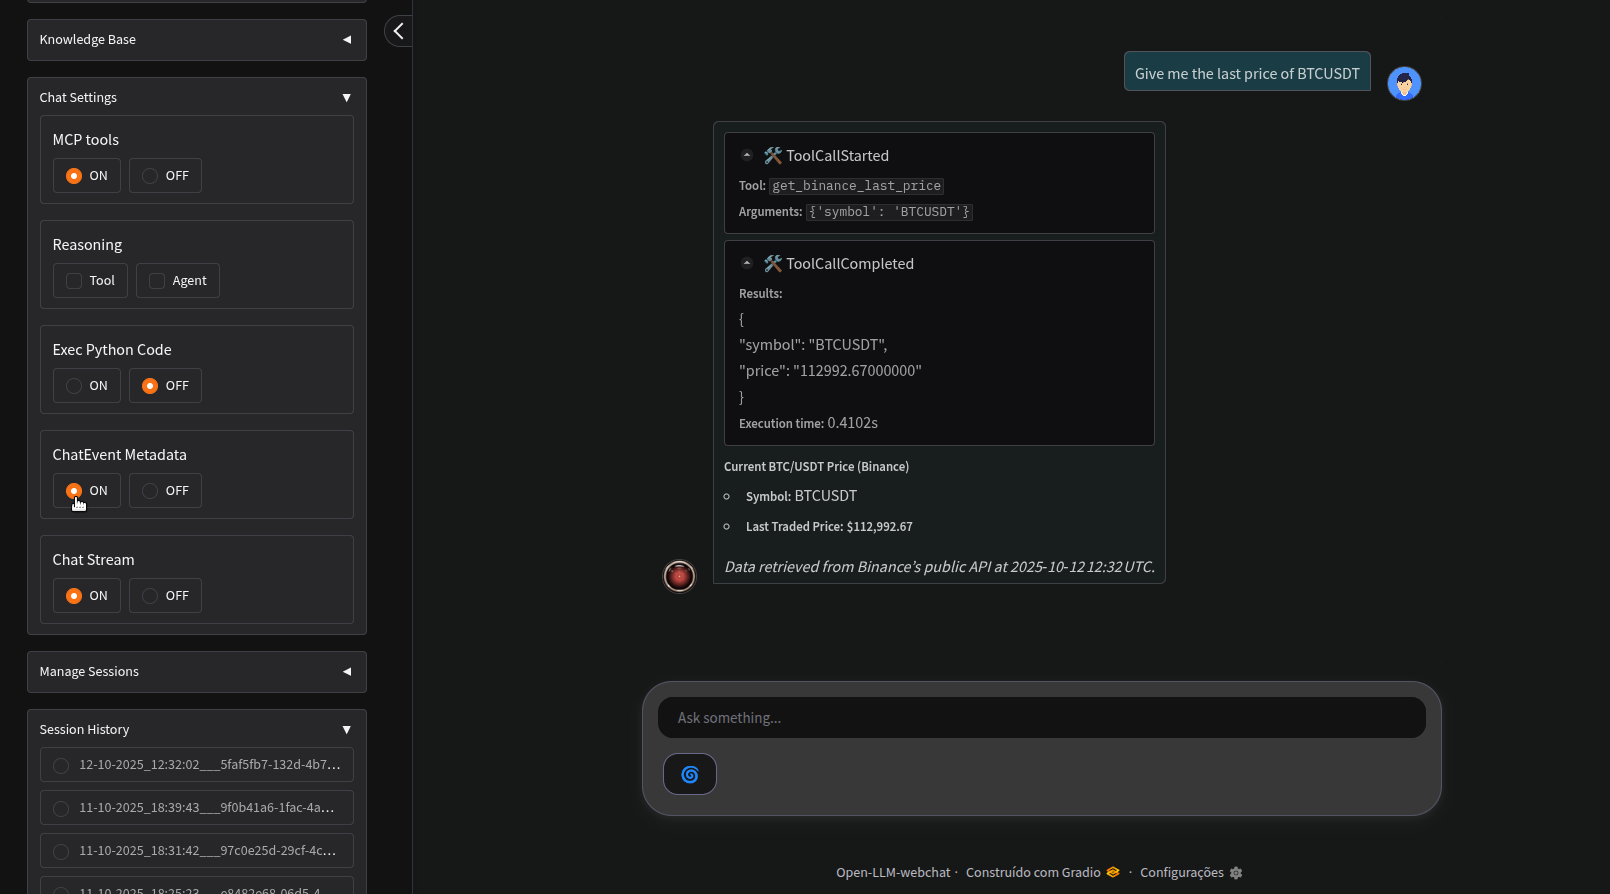 Knowledge Base
Chat Settings
MCP tools
ON
OFF
Reasoning
Tool
Agent
Exec Python Code
ON
OFF
ChatEvent Metadata
ON
OFF
Chat Stream
ON
OFF
Manage Sessions
Session History
12-10-2025_12:32:02___5faf5fb7-132d-4b7...
11-10-2025_18:39:43___9f0b41a6-1fac-4a...
11-10-2025_18:31:42___97c0e25d-29cf-4c...
Give me the last price of BTCUSDT
ToolCallStarted
Tool: get_binance_last_price
Arguments: {'symbol': 'BTCUSDT'}
ToolCallCompleted
Results:
{
"symbol": "BTCUSDT",
"price": "112992.67000000"
}
Execution time: 0.4102s
Current BTC/USDT Price (Binance)
Symbol: BTCUSDT
Last Traded Price: $112,992.67
Data retrieved from Binance’s public API at 2025-10-12 12:32 UTC.
Ask something...
Open-LLM-webchat · Construído com Gradio · Configurações